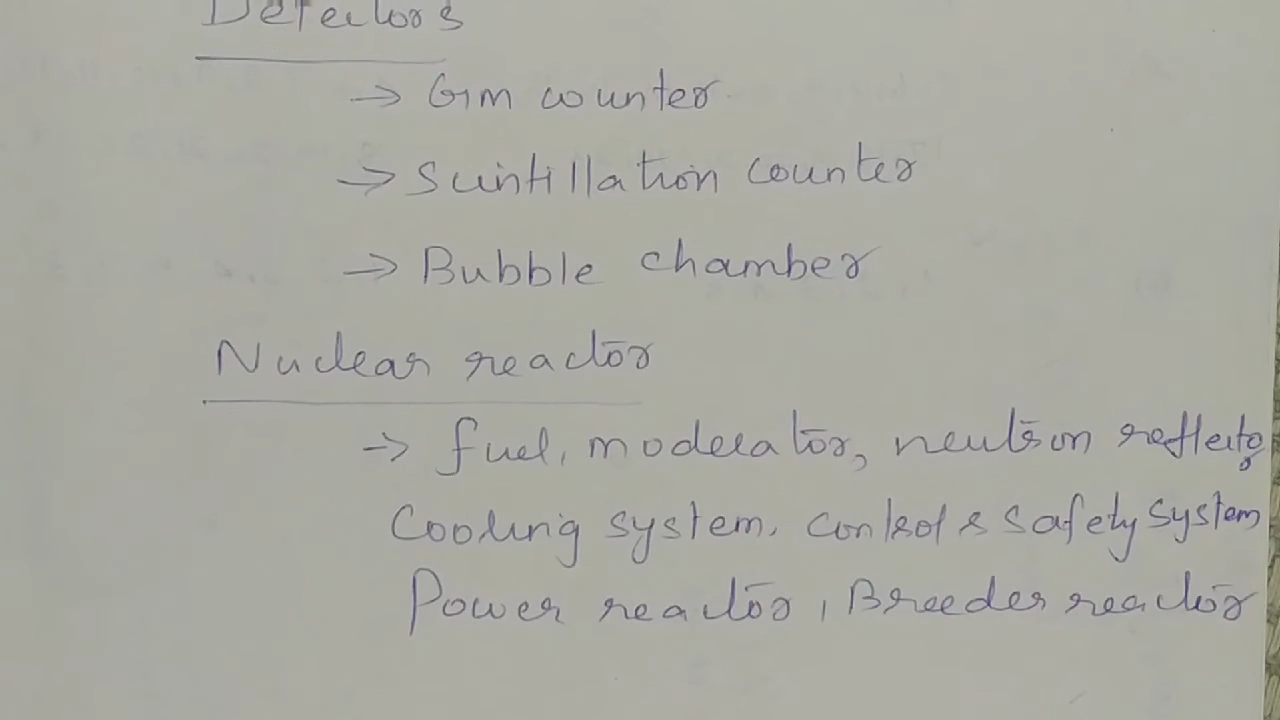 Detectors
→ GM counter
→ Scintillation counter
→ Bubble chamber
Nuclear reactor
→ fuel, moderator, neutron reflector
Cooling system, control & safety system
Power reactor, Breeder reactor